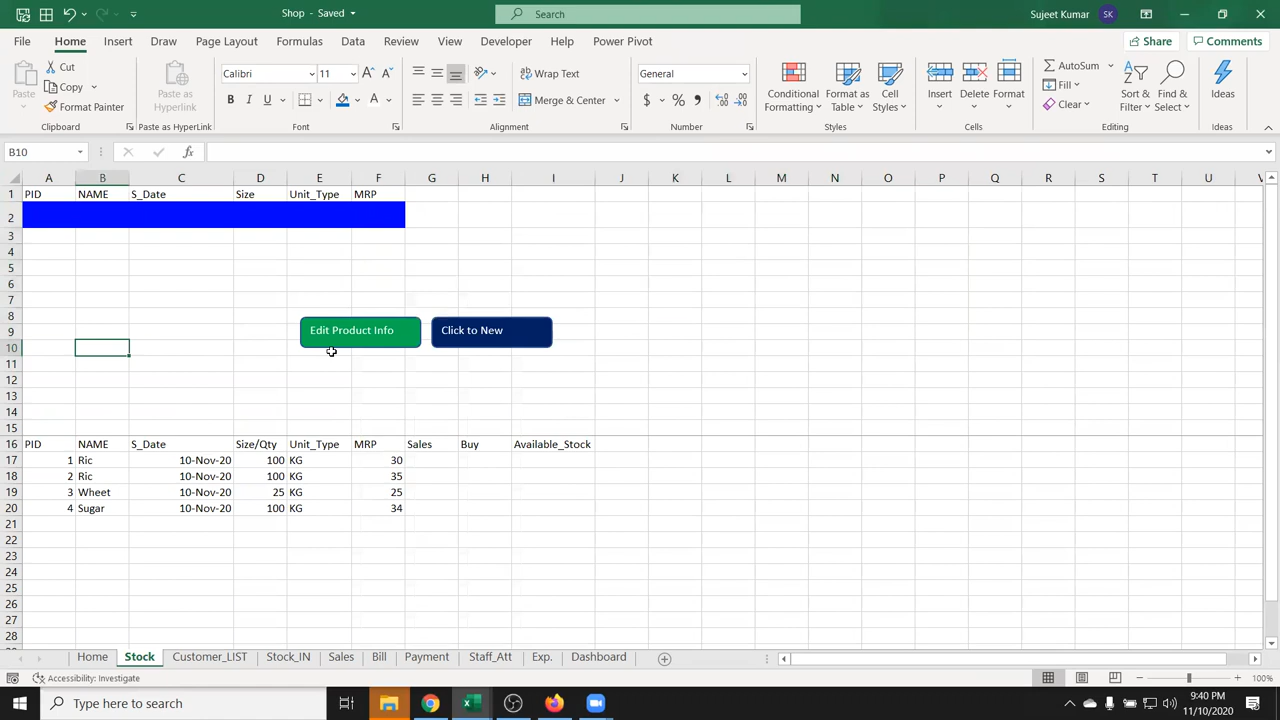 Shop - Saved
Search
Sujeet Kumar
SK
File Home Insert Draw Page Layout Formulas Data Review View Developer Help Power Pivot
Share
Comments
Paste
Cut
Copy
Format Painter
Clipboard
Paste as Hyperlink
Paste as HyperLink
Calibri
11
B I U
Font
Wrap Text
Merge & Center
Alignment
General
$ % ,
Number
Conditional Formatting
Format as Table
Cell Styles
Styles
Insert
Delete
Format
Cells
AutoSum
Fill
Clear
Sort & Filter
Find & Select
Editing
Ideas
Ideas
B10
fx
A B C D E F G H I J K L M N O P Q R S T U V
1 PID NAME S_Date Size Unit_Type MRP
2
3
4
5
6
7
8
Edit Product Info
Click to New
9
10
11
12
13
14
15
16 PID NAME S_Date Size/Qty Unit_Type MRP Sales Buy Available_Stock
17 1 Ric 10-Nov-20 100 KG 30
18 2 Ric 10-Nov-20 100 KG 35
19 3 Wheet 10-Nov-20 25 KG 25
20 4 Sugar 10-Nov-20 100 KG 34
21
22
23
24
25
26
27
28
Home Stock Customer_LIST Stock_IN Sales Bill Payment Staff_Att Exp. Dashboard
Accessibility: Investigate
100%
Type here to search
9:40 PM
11/10/2020